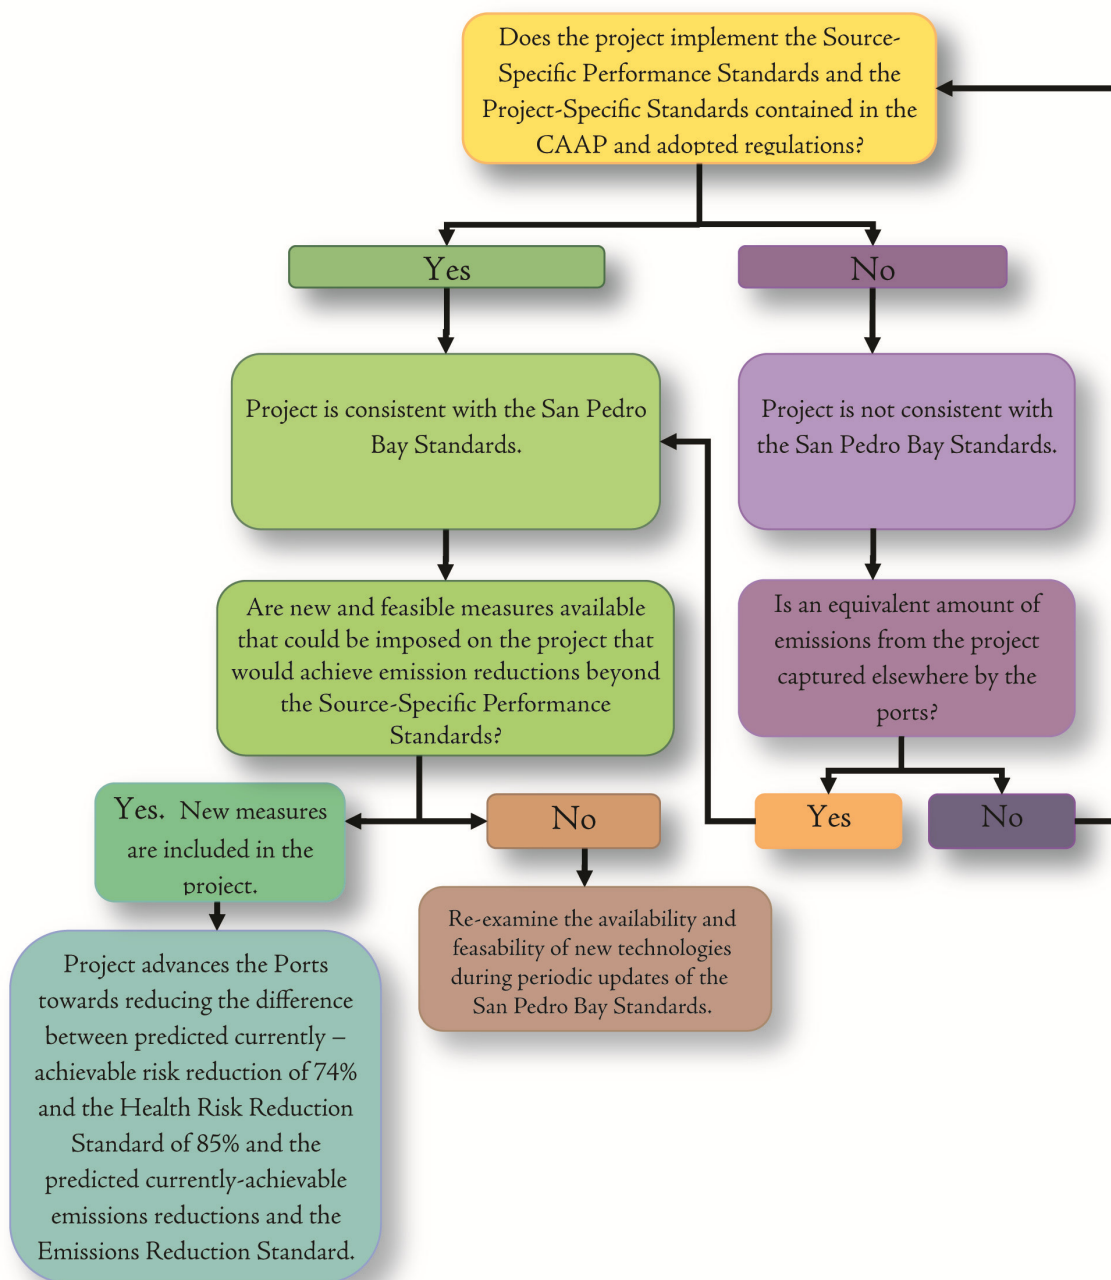 Does the project implement the Source-
Specific Performance Standards and the
Project-Specific Standards contained in the
CAAP and adopted regulations?
Yes
No
Project is consistent with the San Pedro
Bay Standards.
Project is not consistent with
the San Pedro Bay Standards.
Are new and feasible measures available
that could be imposed on the project that
would achieve emission reductions beyond
the Source-Specific Performance
Standards?
Is an equivalent amount of
emissions from the project
captured elsewhere by the
ports?
Yes. New measures
are included in the
project.
No
Yes
No
Re-examine the availability and
feasability of new technologies
during periodic updates of the
San Pedro Bay Standards.
Project advances the Ports
towards reducing the difference
between predicted currently –
achievable risk reduction of 74%
and the Health Risk Reduction
Standard of 85% and the
predicted currently-achievable
emissions reductions and the
Emissions Reduction Standard.